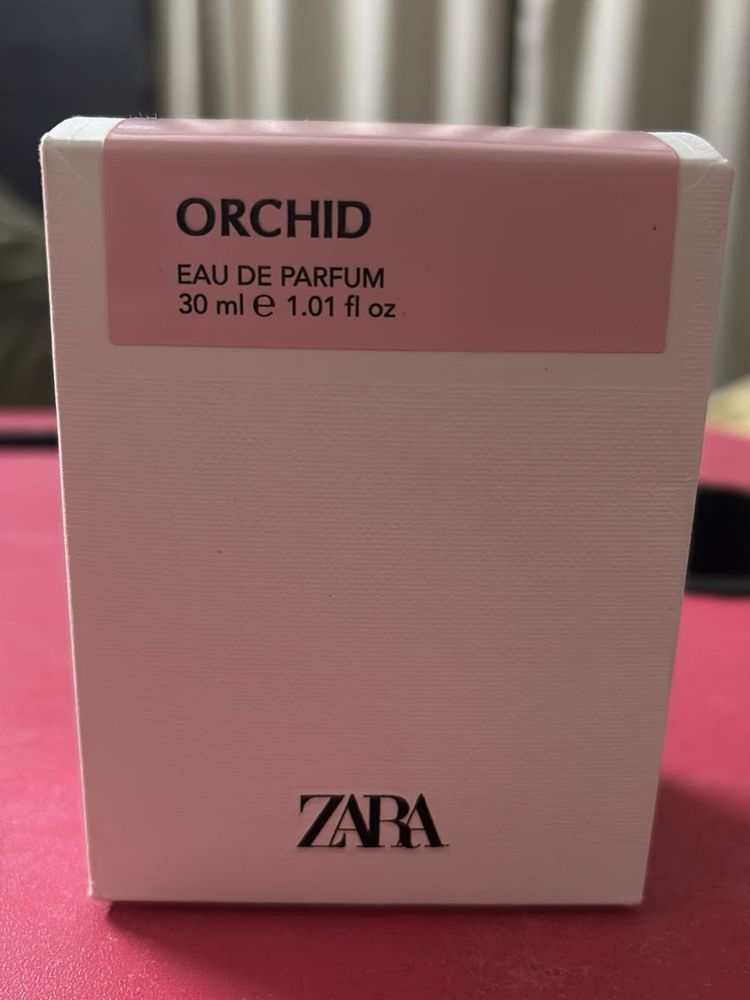 ORCHID
EAU DE PARFUM
30 ml ℮ 1.01 fl oz
ZARA